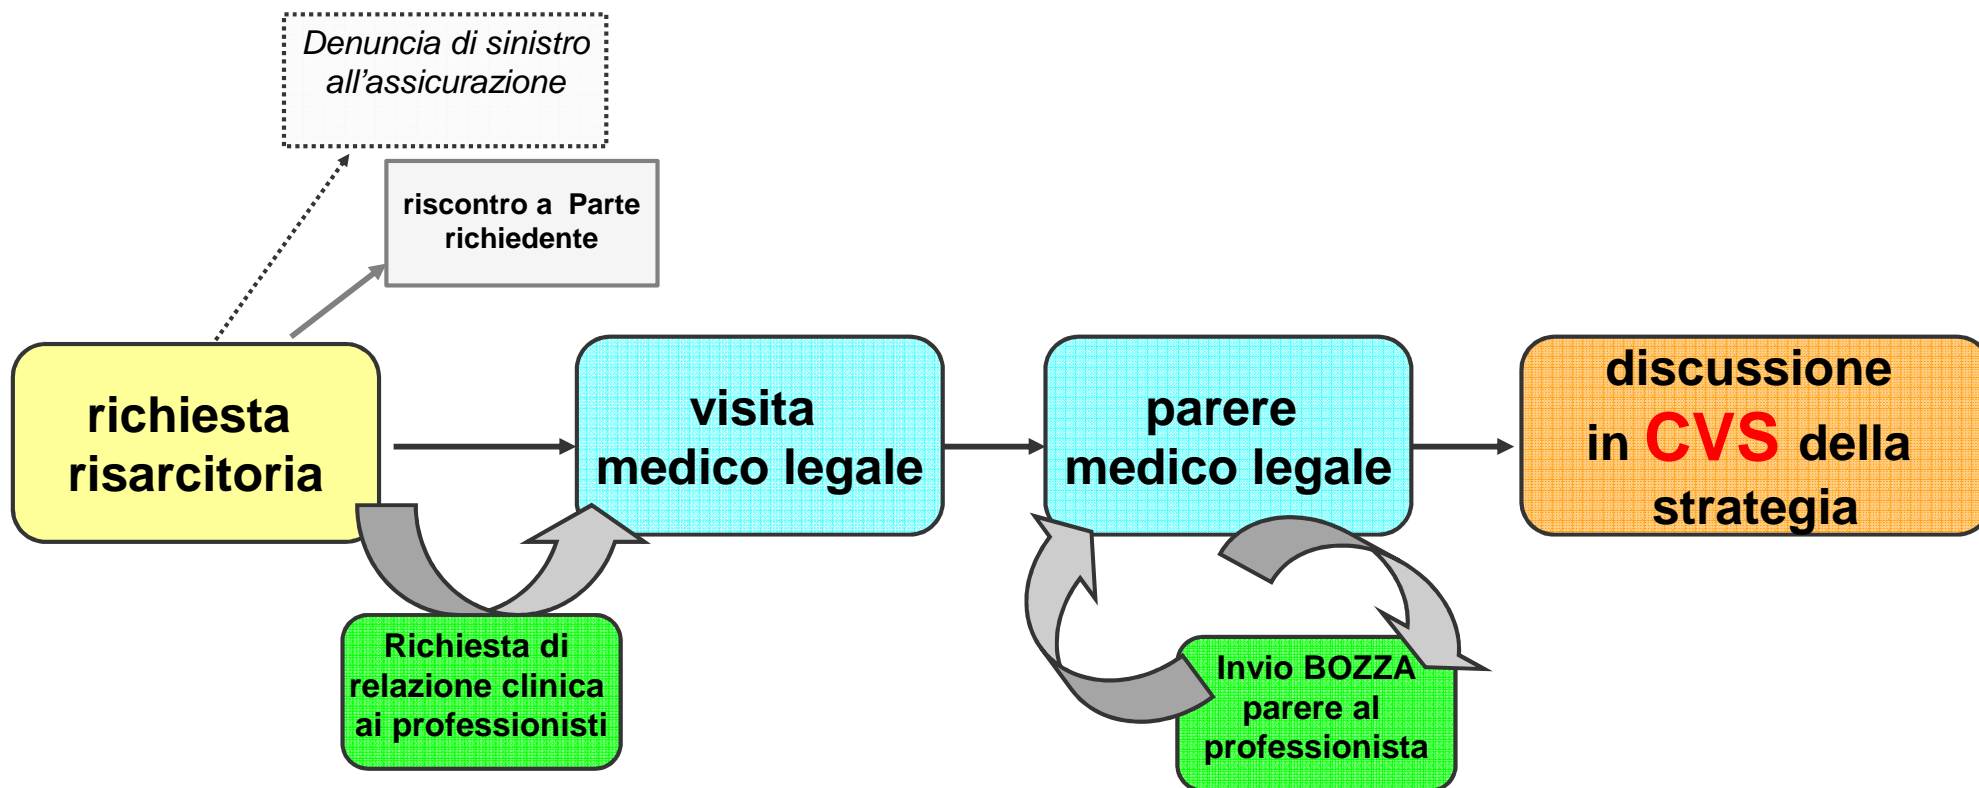 Denuncia di sinistro
all'assicurazione
riscontro a Parte
richiedente
richiesta
risarcitoria
visita
medico legale
parere
medico legale
discussione
in CVS della
strategia
Richiesta di
relazione clinica
ai professionisti
Invio BOZZA
parere al
professionista